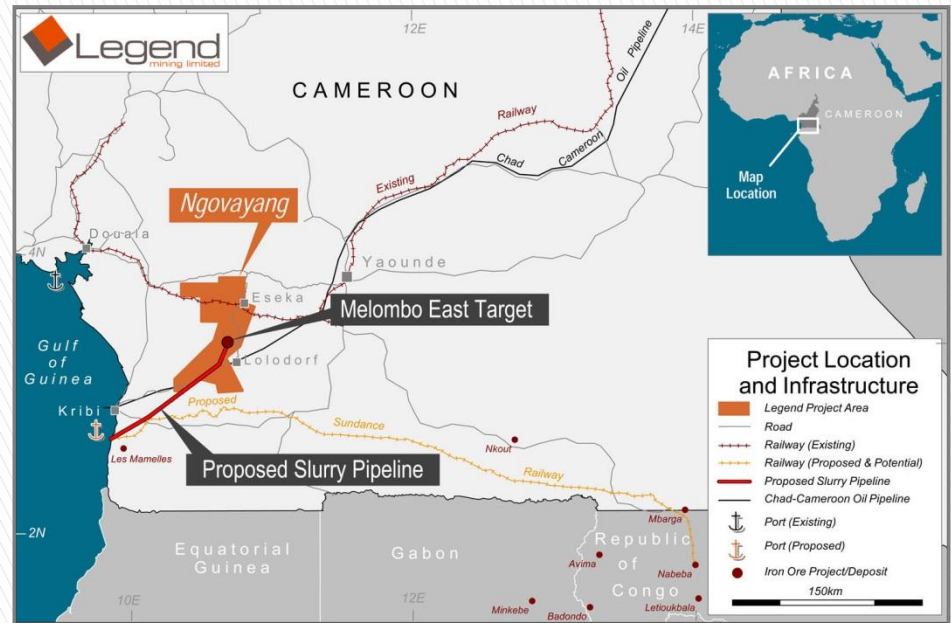 Legend
mining limited
12E
14E
CAMEROON
Oil Pipeline
Railway
Cameroon
Chad
Existing
AFRICA
CAMEROON
Map
Location
Ngovayang
Douala
4N
Yaounde
Eseka
Melombo East Target
Gulf
of
Guinea
Lolodorf
Kribi
Proposed
Sundance
Railway
Les Mamelles
Nkout
Proposed Slurry Pipeline
Mbarga
2N
Equatorial
Guinea
Gabon
Republic
of
Congo
Avima
Nabeba
Minkebe
Badondo
Letioukbala
10E
12E
Project Location
and Infrastructure
Legend Project Area
Road
Railway (Existing)
Railway (Proposed & Potential)
Proposed Slurry Pipeline
Chad-Cameroon Oil Pipeline
Port (Existing)
Port (Proposed)
Iron Ore Project/Deposit
150km